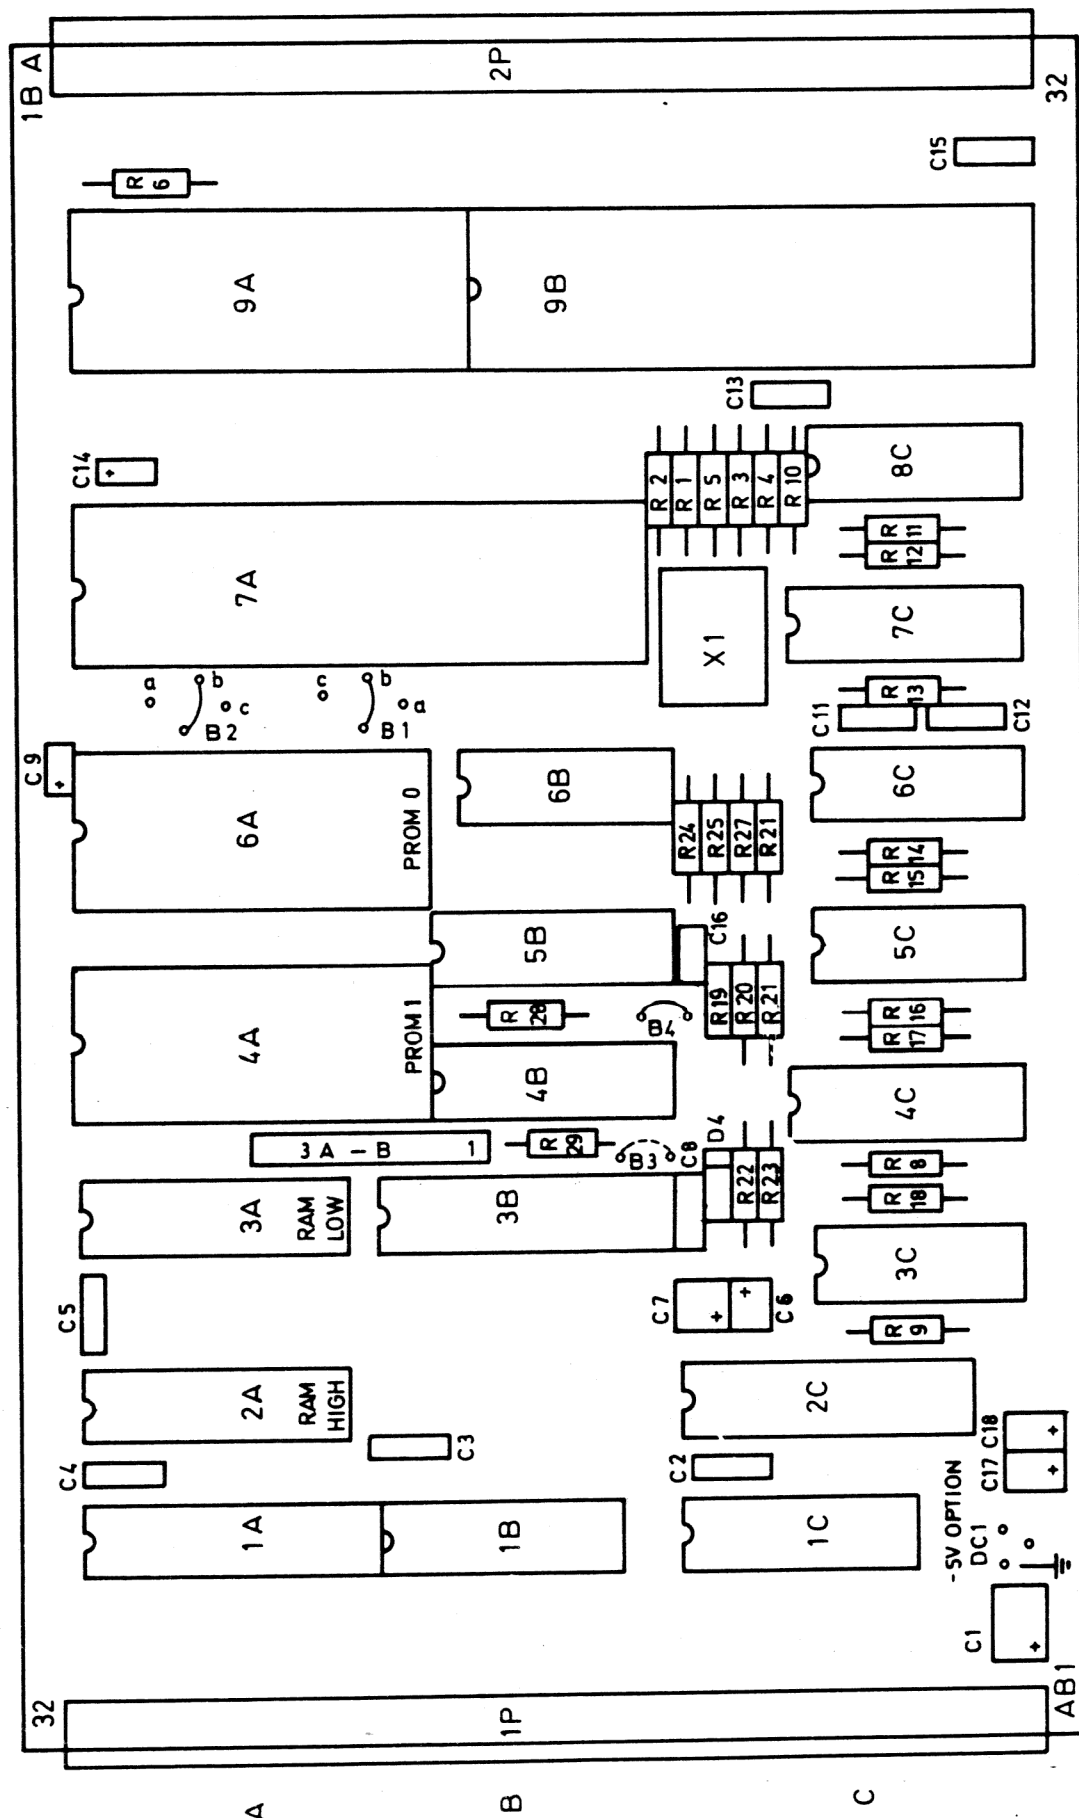 1B A
2P
32
C15
R 6
9A
9B
C13
C14
+
7A
R 2
R 1
R 5
R 3
R 4
R 10
8C
R 11
R 12
X1
7C
a
b
c
B2
c
b
a
B1
R 13
C11
C12
C9
+
6A
PROM 0
6B
R24
R25
R27
R21
6C
R 14
R 15
5B
C16
5C
4A
PROM 1
R 28
B4
R19
R20
R21
R 16
R 17
4B
4C
3A – B 1
R 29
B3
C8
D4
R22
R23
R 8
R 18
3A
RAM LOW
3B
3C
C5
C7
+
+
C6
R 9
2A
RAM HIGH
2C
C4
C3
C2
C17
C18
+
+
1A
1B
1C
-5V OPTION
DC1
C1
+
32
1P
AB1
A
B
C